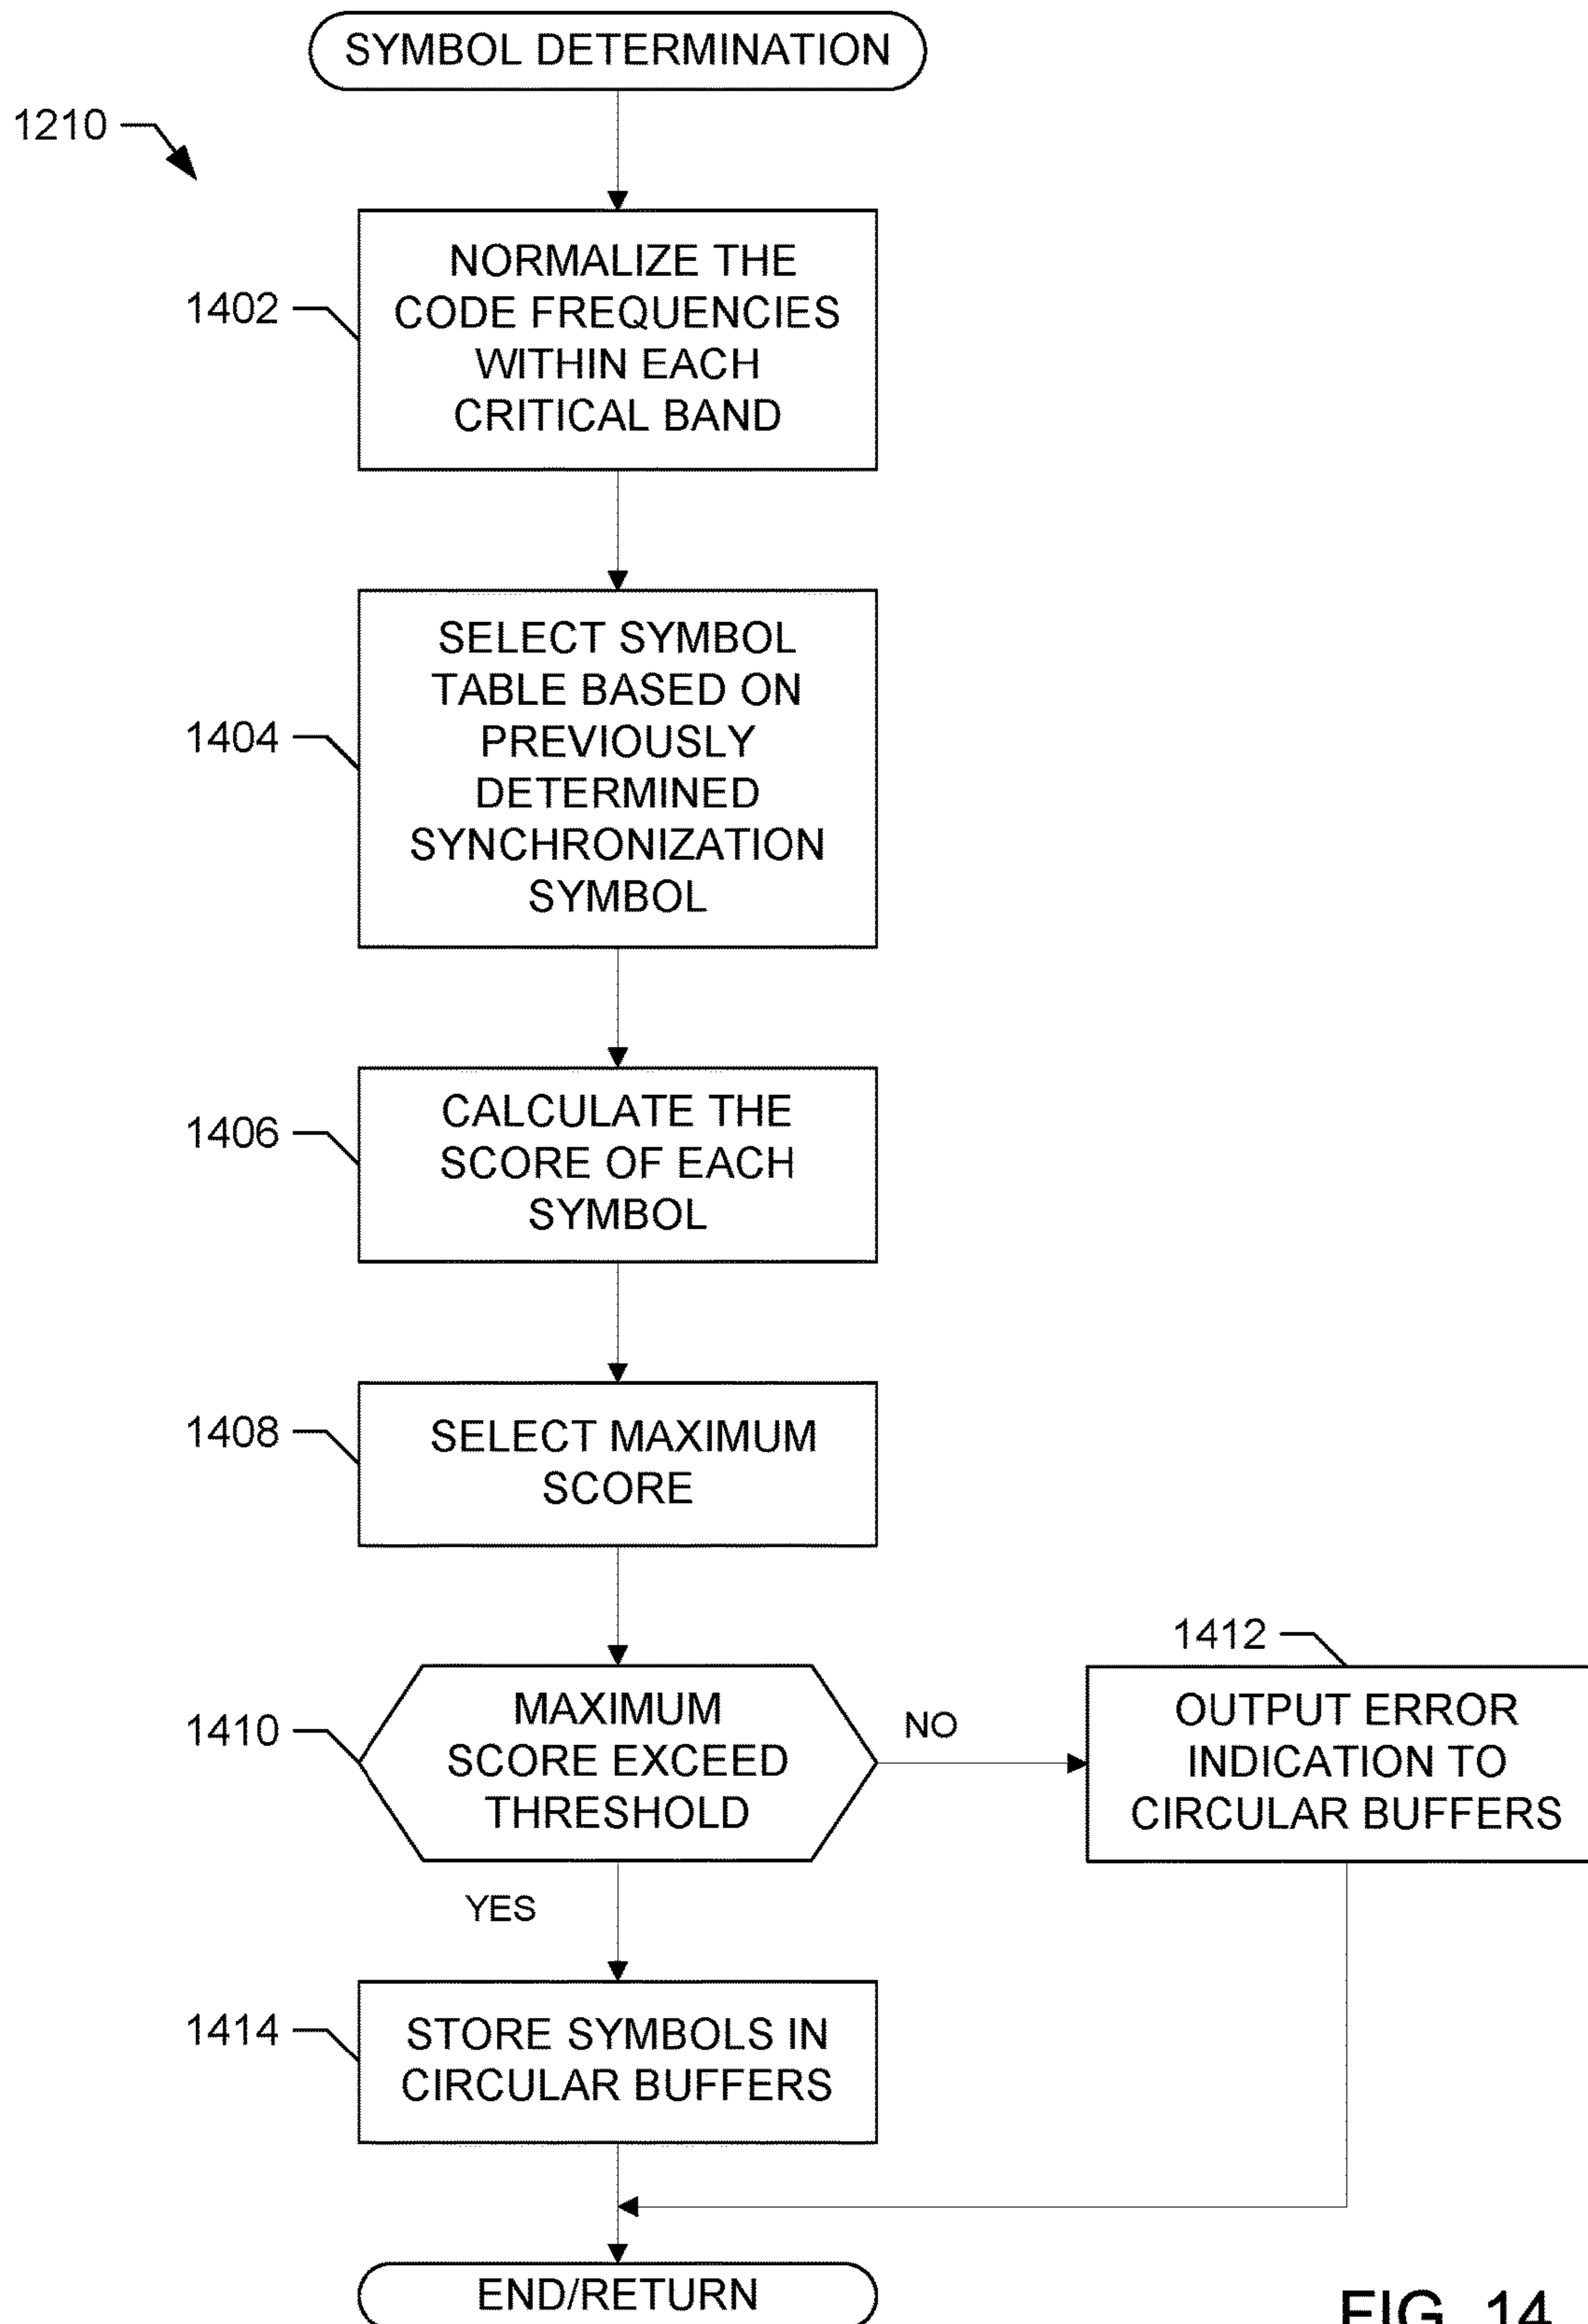 SYMBOL DETERMINATION
1210
NORMALIZE THE
CODE FREQUENCIES
WITHIN EACH
CRITICAL BAND
1402
SELECT SYMBOL
TABLE BASED ON
PREVIOUSLY
DETERMINED
SYNCHRONIZATION
SYMBOL
1404
CALCULATE THE
SCORE OF EACH
SYMBOL
1406
SELECT MAXIMUM
SCORE
1408
MAXIMUM
SCORE EXCEED
THRESHOLD
1410
NO
1412
OUTPUT ERROR
INDICATION TO
CIRCULAR BUFFERS
YES
STORE SYMBOLS IN
CIRCULAR BUFFERS
1414
END/RETURN
FIG. 14